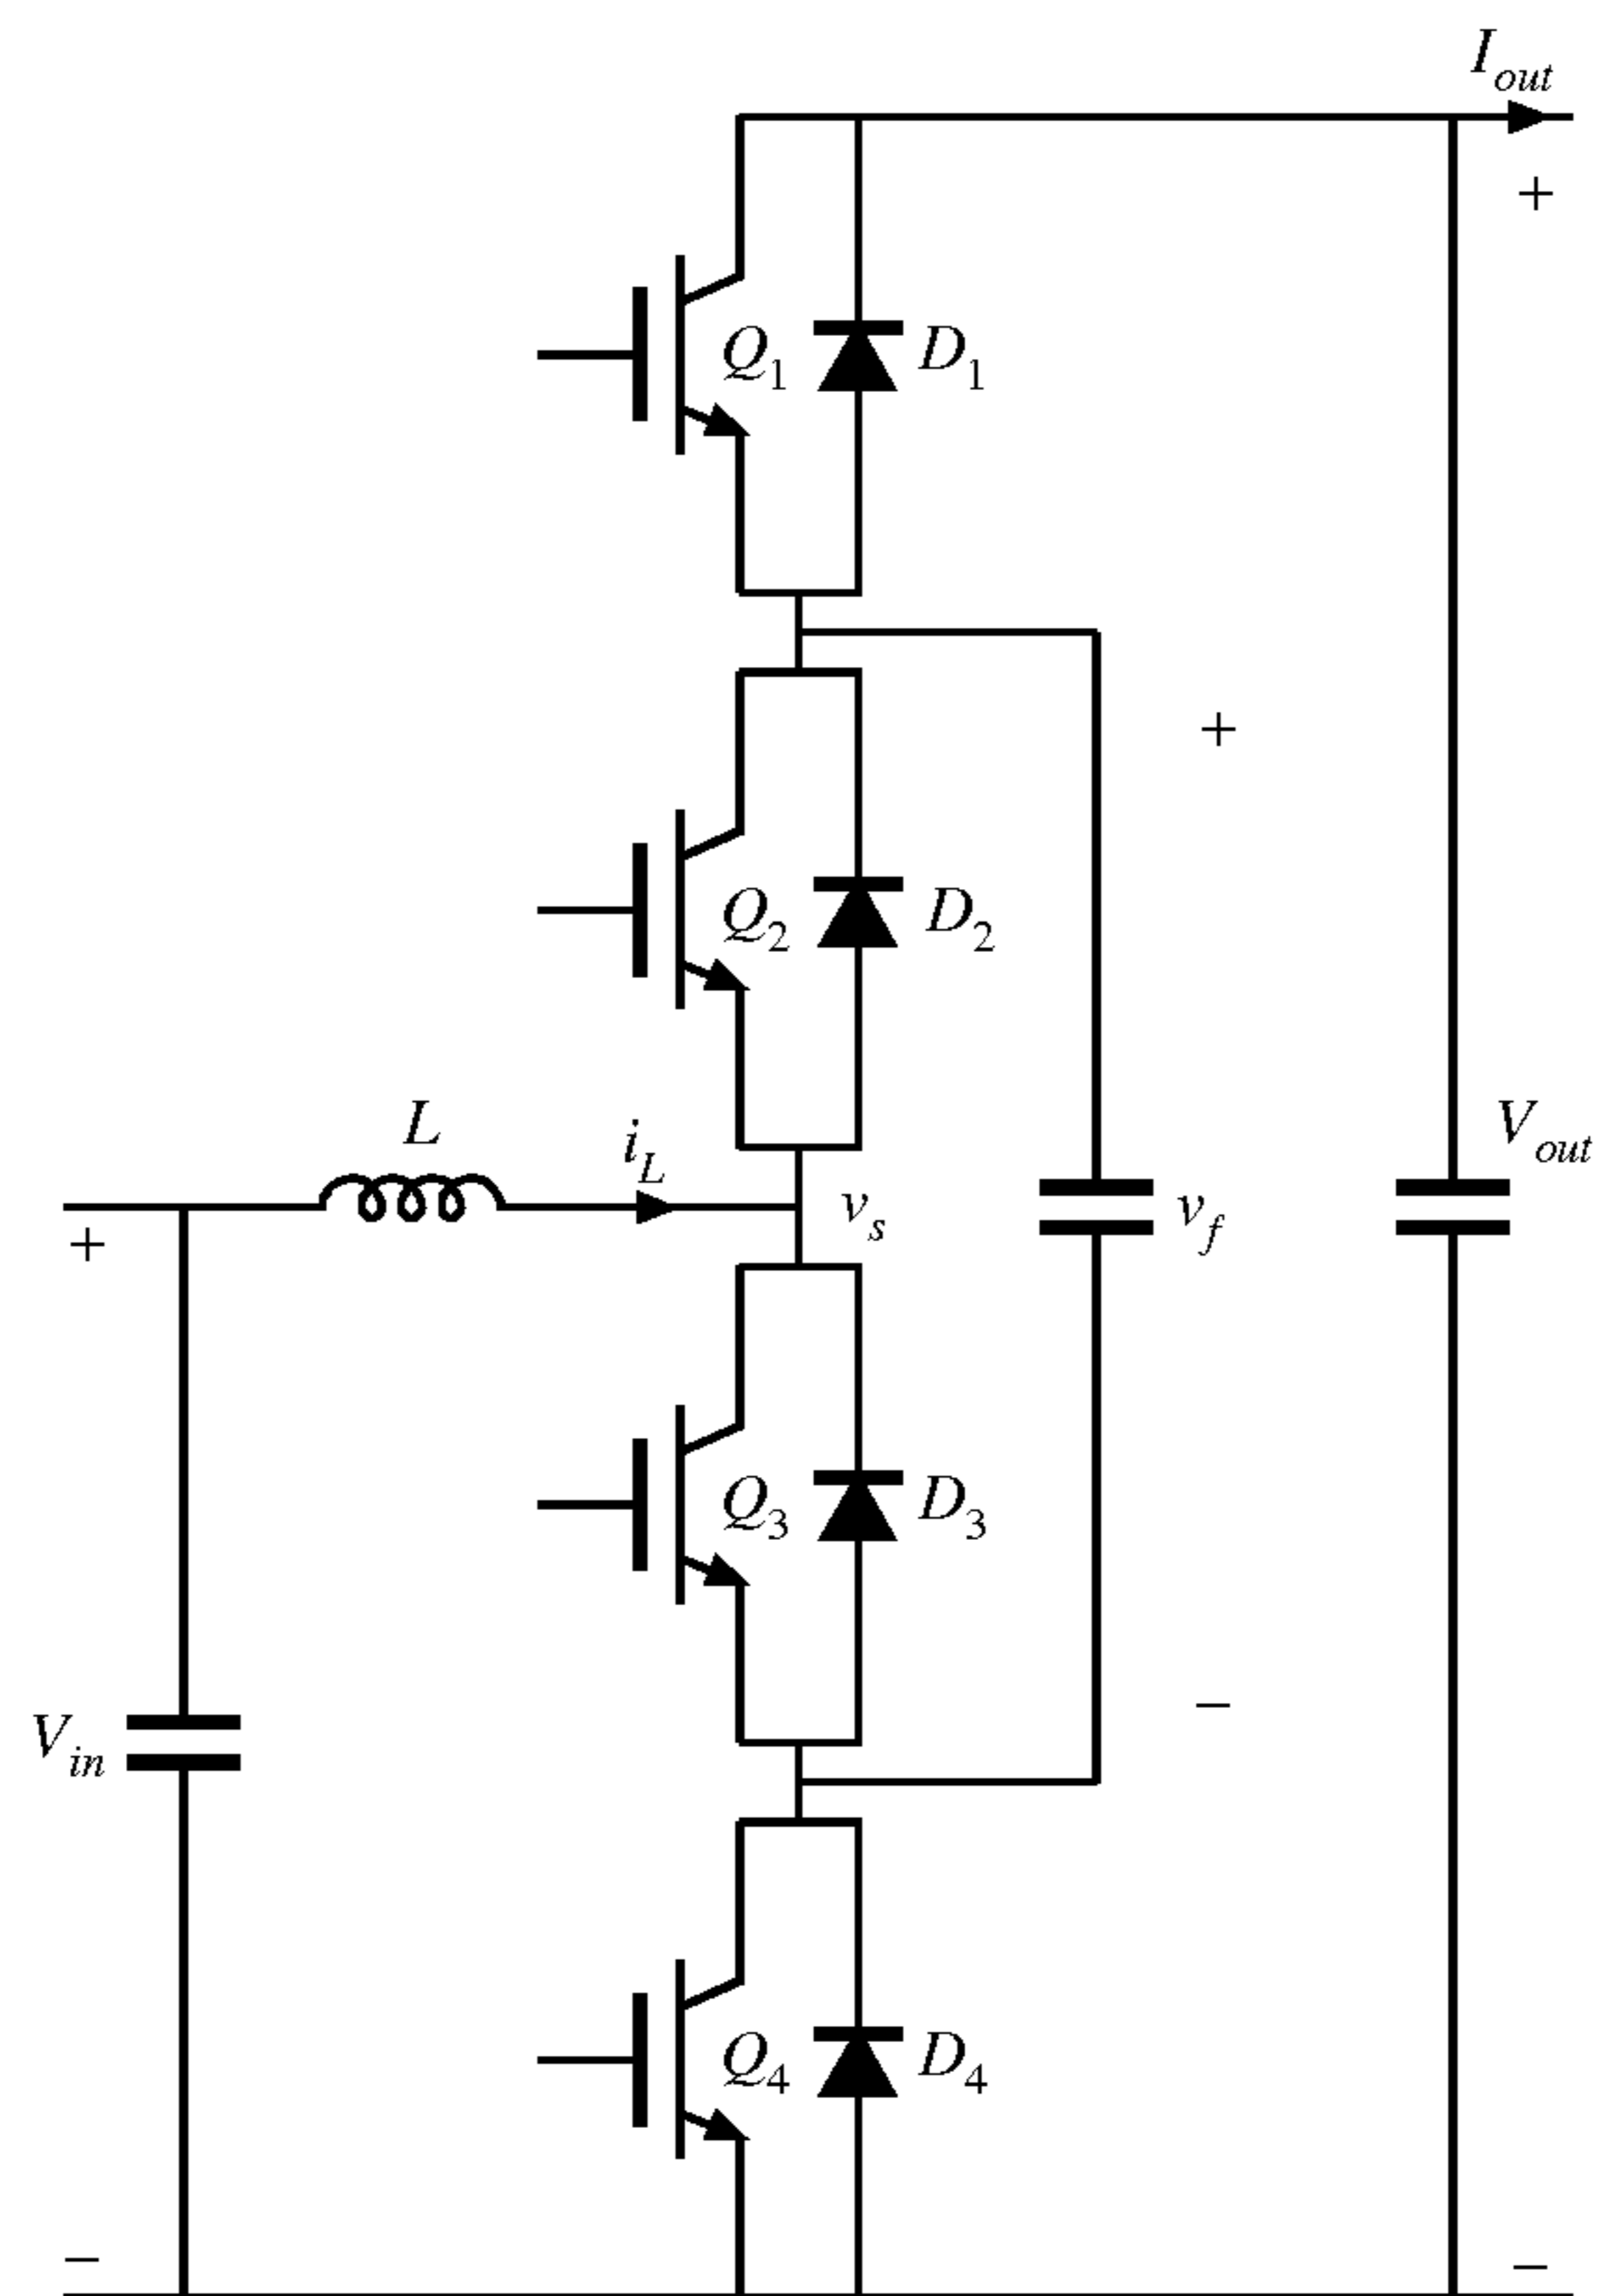 I_out
+
Q_1 D_1
+
Q_2 D_2
L i_L v_s v_f V_out
+
Q_3 D_3
−
V_in
Q_4 D_4
− −